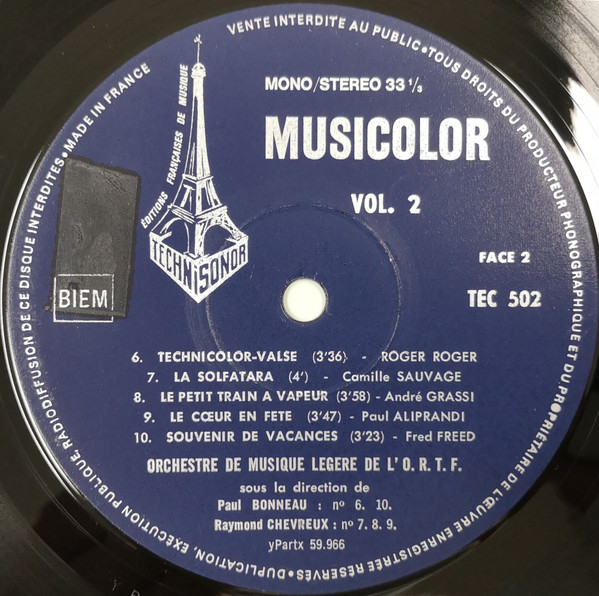 VENTE INTERDITE AU PUBLIC • TOUS DROITS DU PRODUCTEUR PHONOGRAPHIQUE ET DU PROPRIÉTAIRE DE L'ŒUVRE ENREGISTRÉE RÉSERVÉS • DUPLICATION, EXÉCUTION PUBLIQUE, RADIODIFFUSION DE CE DISQUE INTERDITES • MADE IN FRANCE
MONO/STEREO 33 1/3
MUSICOLOR
VOL. 2
ÉDITIONS FRANÇAISES DE MUSIQUE
TECHNISONOR
BIEM
FACE 2
TEC 502
6. TECHNICOLOR-VALSE (3'36) - ROGER ROGER
7. LA SOLFATARA (4') - Camille SAUVAGE
8. LE PETIT TRAIN A VAPEUR (3'58) - André GRASSI
9. LE CŒUR EN FETE (3'47) - Paul ALIPRANDI
10. SOUVENIR DE VACANCES (3'23) - Fred FREED
ORCHESTRE DE MUSIQUE LEGERE DE L'O. R. T. F.
sous la direction de
Paul BONNEAU : nº 6. 10.
Raymond CHEVREUX : nº 7. 8. 9.
yPartx 59.966